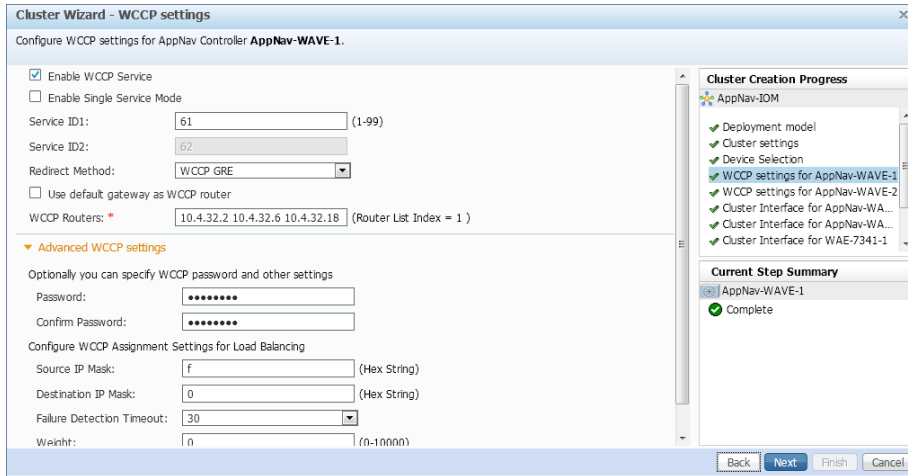 Cluster Wizard - WCCP settings
Configure WCCP settings for AppNav Controller AppNav-WAVE-1.
Enable WCCP Service
Enable Single Service Mode
Service ID1: 61 (1-99)
Service ID2: 62
Redirect Method: WCCP GRE
Use default gateway as WCCP router
WCCP Routers: * 10.4.32.2 10.4.32.6 10.4.32.18 (Router List Index = 1 )
Advanced WCCP settings
Optionally you can specify WCCP password and other settings
Password: ••••••••
Confirm Password: ••••••••
Configure WCCP Assignment Settings for Load Balancing
Source IP Mask: f (Hex String)
Destination IP Mask: 0 (Hex String)
Failure Detection Timeout: 30
Weight: 0 (0-10000)
Cluster Creation Progress
AppNav-IOM
Deployment model
Cluster settings
Device Selection
WCCP settings for AppNav-WAVE-1
WCCP settings for AppNav-WAVE-2
Cluster Interface for AppNav-WA...
Cluster Interface for AppNav-WA...
Cluster Interface for WAE-7341-1
Current Step Summary
AppNav-WAVE-1
Complete
Back Next Finish Cancel